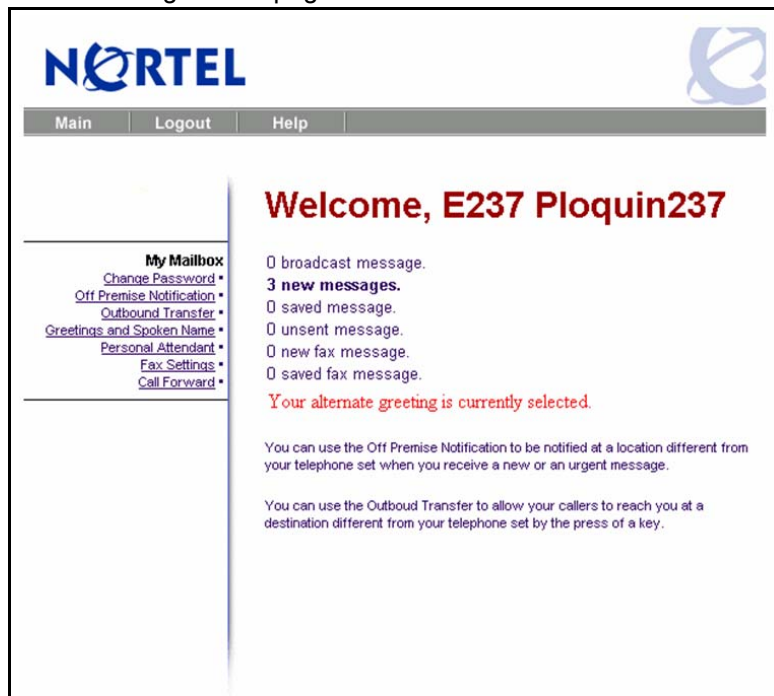 NORTEL
Main Logout Help
Welcome, E237 Ploquin237
My Mailbox
Change Password
Off Premise Notification
Outbound Transfer
Greetings and Spoken Name
Personal Attendant
Fax Settings
Call Forward
0 broadcast message.
3 new messages.
0 saved message.
0 unsent message.
0 new fax message.
0 saved fax message.
Your alternate greeting is currently selected.
You can use the Off Premise Notification to be notified at a location different from
your telephone set when you receive a new or an urgent message.
You can use the Outboud Transfer to allow your callers to reach you at a
destination different from your telephone set by the press of a key.